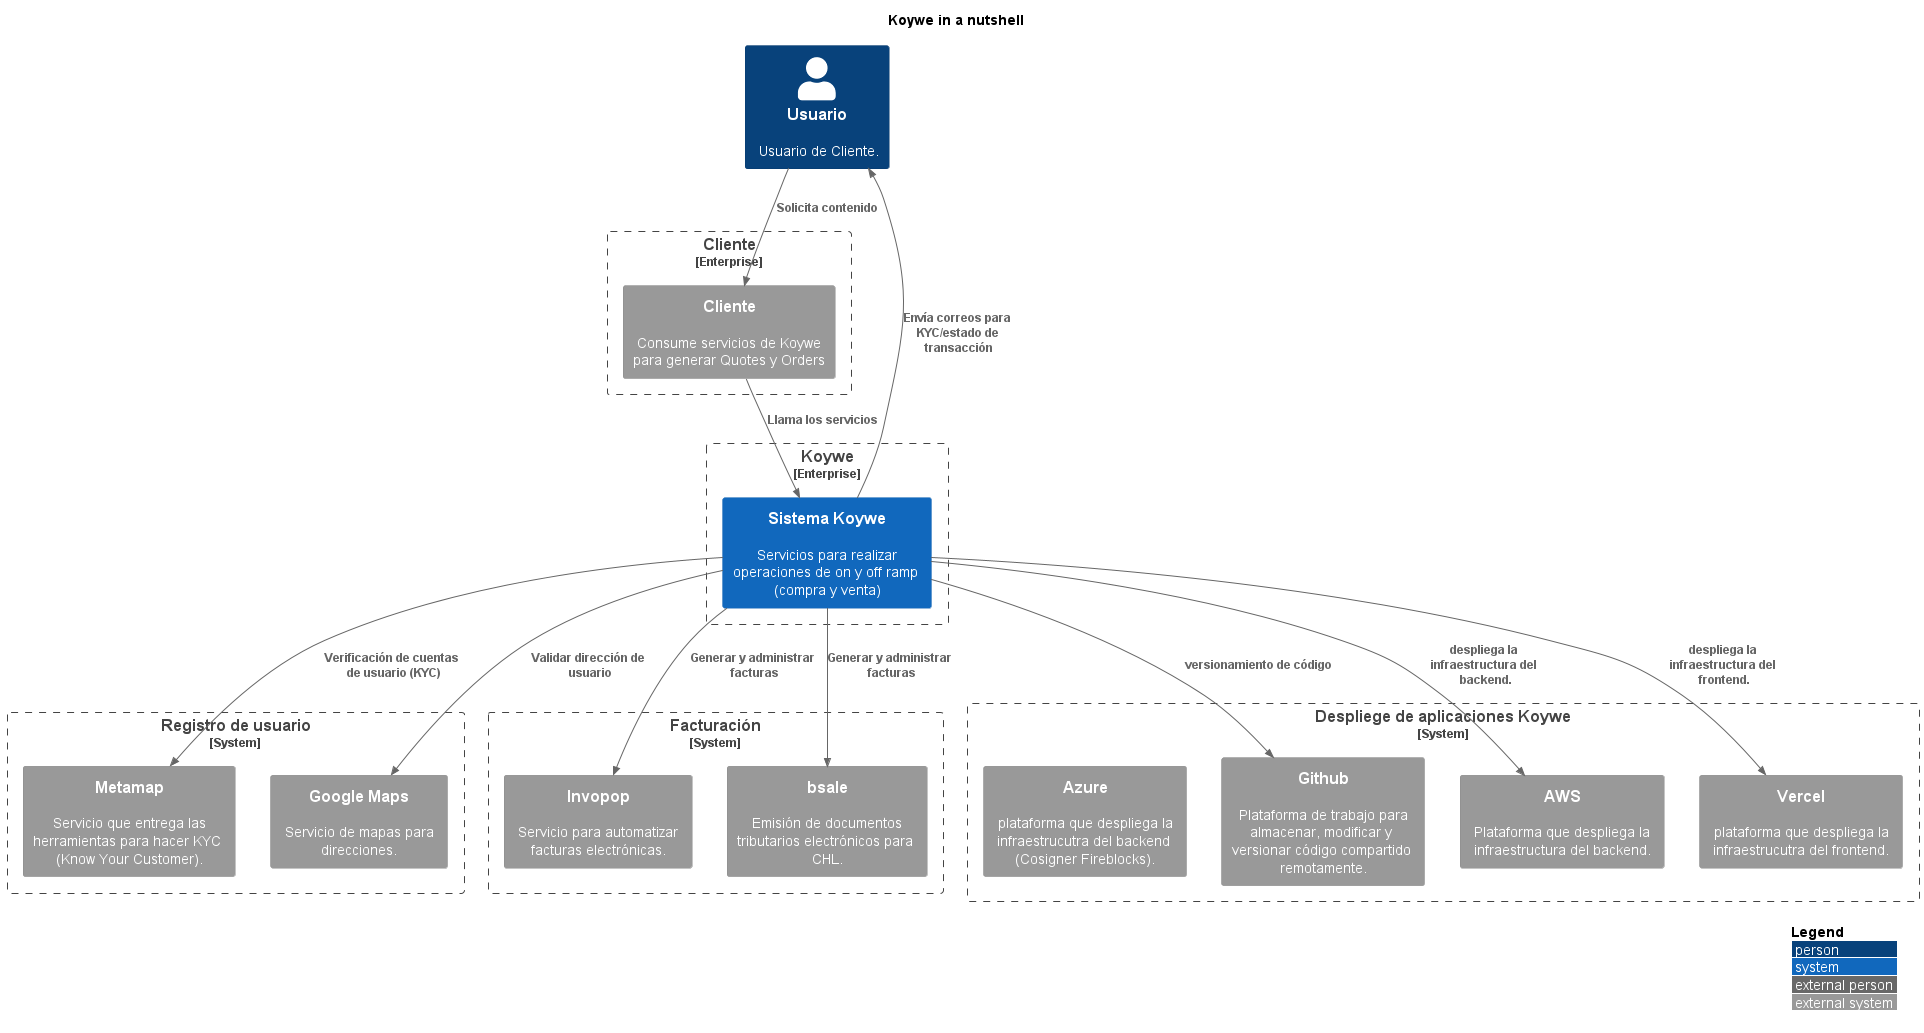 Koywe in a nutshell
Usuario
Usuario de Cliente.
Solicita contenido
Cliente
[Enterprise]
Cliente
Consume servicios de Koywe
para generar Quotes y Orders
Envía correos para
KYC/estado de
transacción
Llama los servicios
Koywe
[Enterprise]
Sistema Koywe
Servicios para realizar
operaciones de on y off ramp
(compra y venta)
Verificación de cuentas
de usuario (KYC)
Validar dirección de
usuario
Generar y administrar
facturas
Generar y administrar
facturas
versionamiento de código
despliega la
infraestructura del
backend.
despliega la
infraestructura del
frontend.
Registro de usuario
[System]
Metamap
Servicio que entrega las
herramientas para hacer KYC
(Know Your Customer).
Google Maps
Servicio de mapas para
direcciones.
Facturación
[System]
Invopop
Servicio para automatizar
facturas electrónicas.
bsale
Emisión de documentos
tributarios electrónicos para
CHL.
Despliege de aplicaciones Koywe
[System]
Azure
plataforma que despliega la
infraestrucutra del backend
(Cosigner Fireblocks).
Github
Plataforma de trabajo para
almacenar, modificar y
versionar código compartido
remotamente.
AWS
Plataforma que despliega la
infraestructura del backend.
Vercel
plataforma que despliega la
infraestrucutra del frontend.
Legend
person
system
external person
external system